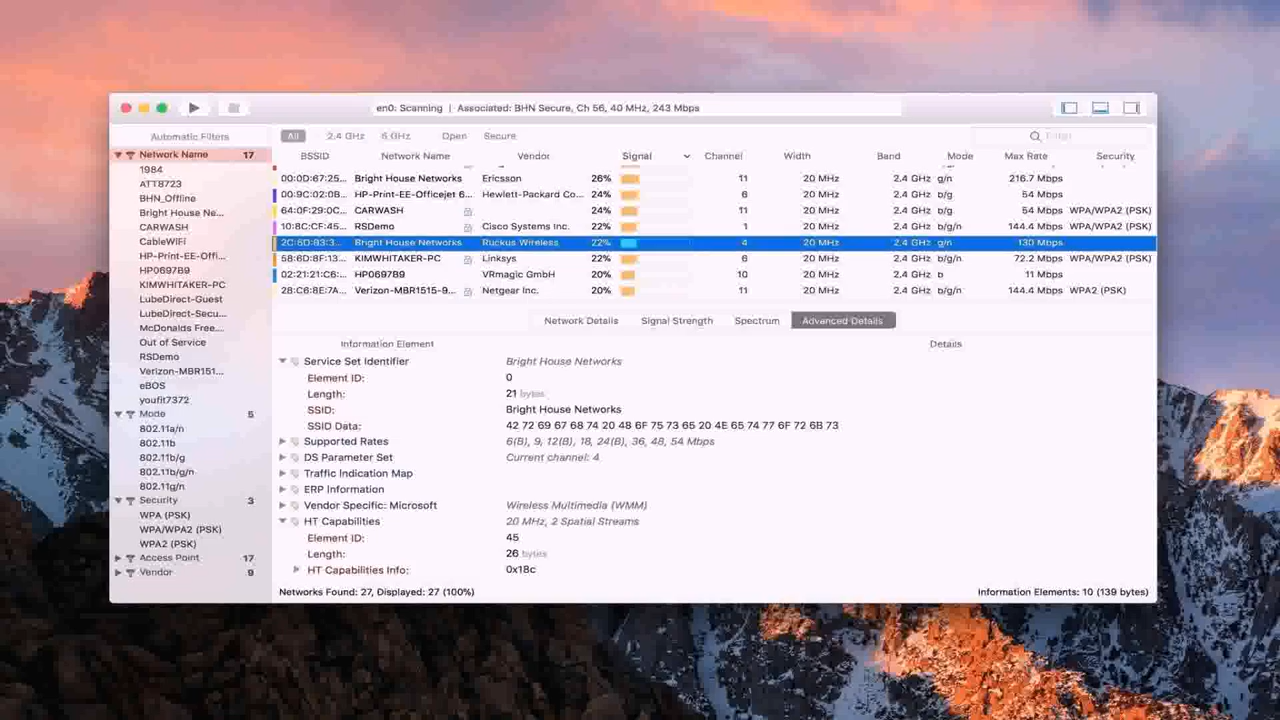 en0: Scanning | Associated: BHN Secure, Ch 56, 40 MHz, 243 Mbps
Automatic Filters
Network Name 17
1984
ATT8723
BHN_Offline
Bright House Ne...
CARWASH
CableWiFi
HP-Print-EE-Offi...
HP0697B9
KIMWHITAKER-PC
LubeDirect-Guest
LubeDirect-Secu...
McDonalds Free....
Out of Service
RSDemo
Verizon-MBR151...
eBOS
youfit7372
Mode 5
802.11a/n
802.11b
802.11b/g
802.11b/g/n
802.11g/n
Security 3
WPA (PSK)
WPA/WPA2 (PSK)
WPA2 (PSK)
Access Point 17
Vendor 9
All 2.4 GHz 5 GHz Open Secure Filter
BSSID Network Name Vendor Signal Channel Width Band Mode Max Rate Security
00:0D:67:25... Bright House Networks Ericsson 26% 11 20 MHz 2.4 GHz g/n 216.7 Mbps
00:9C:02:0B... HP-Print-EE-Officejet 6... Hewlett-Packard Co... 24% 6 20 MHz 2.4 GHz b/g 54 Mbps
64:0F:29:0C... CARWASH 24% 11 20 MHz 2.4 GHz b/g 54 Mbps WPA/WPA2 (PSK)
10:8C:CF:45... RSDemo Cisco Systems Inc. 22% 1 20 MHz 2.4 GHz b/g/n 144.4 Mbps WPA/WPA2 (PSK)
2C:5D:93:3... Bright House Networks Ruckus Wireless 22% 4 20 MHz 2.4 GHz g/n 130 Mbps
58:6D:8F:13... KIMWHITAKER-PC Linksys 22% 6 20 MHz 2.4 GHz b/g/n 72.2 Mbps WPA/WPA2 (PSK)
02:21:21:C6:... HP0697B9 VRmagic GmbH 20% 10 20 MHz 2.4 GHz b 11 Mbps
28:C6:8E:7A... Verizon-MBR1515-9... Netgear Inc. 20% 11 20 MHz 2.4 GHz b/g/n 144.4 Mbps WPA2 (PSK)
Network Details Signal Strength Spectrum Advanced Details
Information Element Details
Service Set Identifier Bright House Networks
Element ID: 0
Length: 21 bytes
SSID: Bright House Networks
SSID Data: 42 72 69 67 68 74 20 48 6F 75 73 65 20 4E 65 74 77 6F 72 6B 73
Supported Rates 6(B), 9, 12(B), 18, 24(B), 36, 48, 54 Mbps
DS Parameter Set Current channel: 4
Traffic Indication Map
ERP Information
Vendor Specific: Microsoft Wireless Multimedia (WMM)
HT Capabilities 20 MHz, 2 Spatial Streams
Element ID: 45
Length: 26 bytes
HT Capabilities Info: 0x18c
Networks Found: 27, Displayed: 27 (100%) Information Elements: 10 (139 bytes)